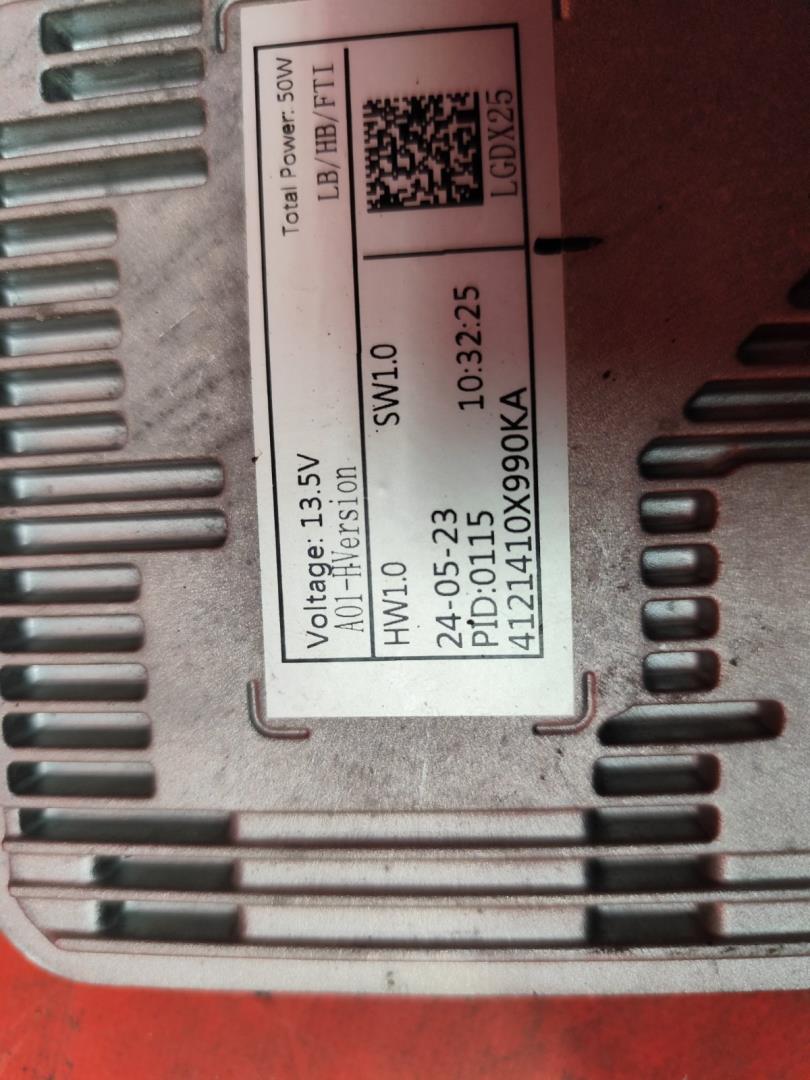 Voltage: 13.5V Total Power: 50W
A01-HVersion LB/HB/FTI
HW1.0 SW1.0
24-05-23 10:32:25
PID:0115
4121410X990KA
LGDX25